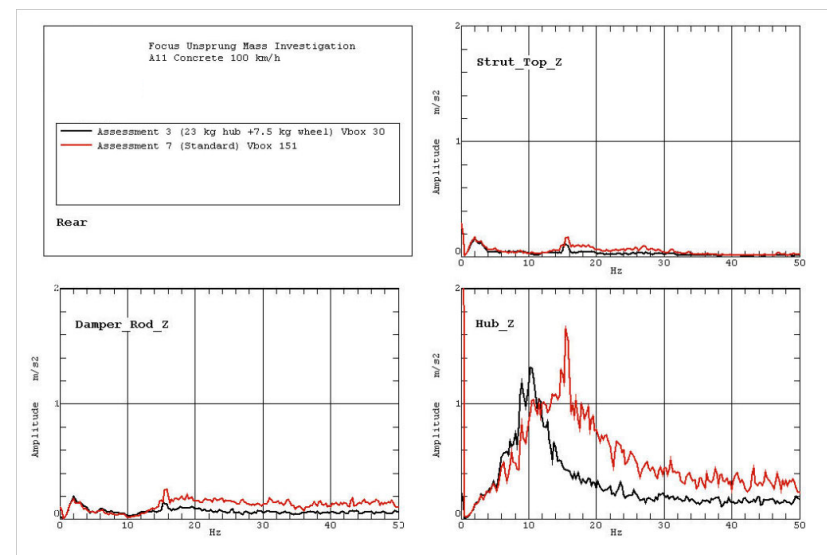 Focus Unsprung Mass Investigation
All Concrete 100 km/h
Assessment 3 (23 kg hub +7.5 kg wheel) Vbox 30
Assessment 7 (Standard) Vbox 151
Rear
Strut_Top_Z
Amplitude m/s2
2
1
0
0 10 20 30 40 50
Hz
Damper_Rod_Z
Amplitude m/s2
2
1
0
0 10 20 30 40 50
Hz
Hub_Z
Amplitude m/s2
2
1
0
0 10 20 30 40 50
Hz